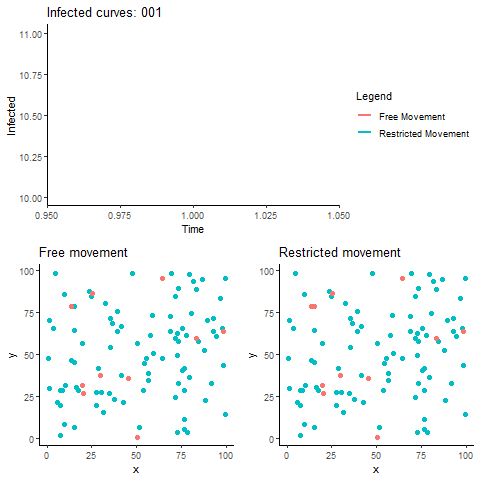 Infected curves: 001
11.00
10.75
10.50
10.25
10.00
Infected
0.950
0.975
1.000
1.025
1.050
Time
Legend
Free Movement
Restricted Movement
Free movement
100
75
50
25
0
y
0
25
50
75
100
x
Restricted movement
100
75
50
25
0
y
0
25
50
75
100
x